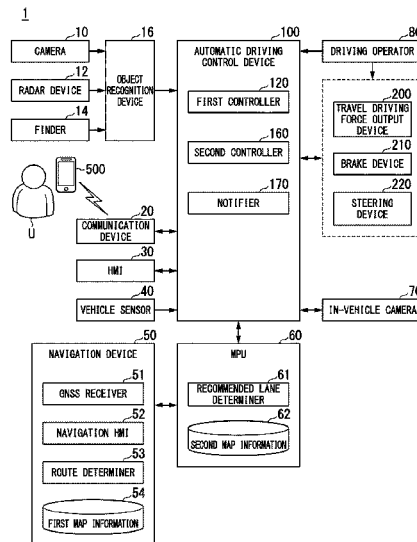 1
10
CAMERA
12
RADAR DEVICE
14
FINDER
16
OBJECT
RECOGNITION
DEVICE
100
AUTOMATIC DRIVING
CONTROL DEVICE
120
FIRST CONTROLLER
160
SECOND CONTROLLER
170
NOTIFIER
80
DRIVING OPERATOR
200
TRAVEL DRIVING
FORCE OUTPUT
DEVICE
210
BRAKE DEVICE
220
STEERING
DEVICE
500
U
20
COMMUNICATION
DEVICE
30
HMI
40
VEHICLE SENSOR
70
IN-VEHICLE CAMERA
50
NAVIGATION DEVICE
51
GNSS RECEIVER
52
NAVIGATION HMI
53
ROUTE DETERMINER
54
FIRST MAP INFORMATION
60
MPU
61
RECOMMENDED LANE
DETERMINER
62
SECOND MAP INFORMATION